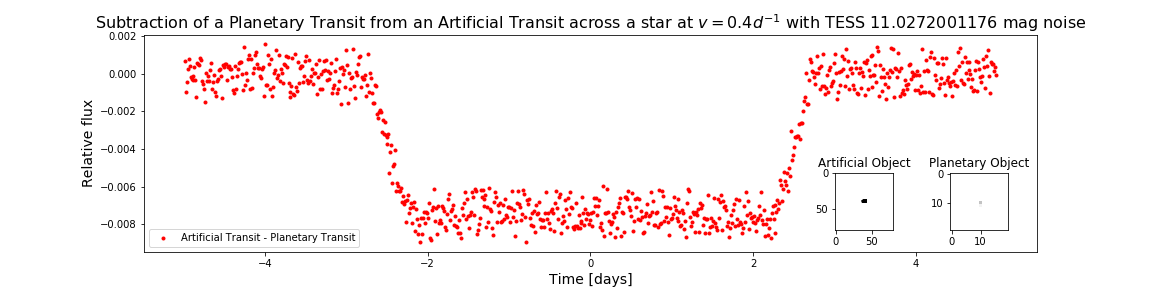 Subtraction of a Planetary Transit from an Artificial Transit across a star at v = 0.4d⁻¹ with TESS 11.0272001176 mag noise
0.002
0.000
−0.002
−0.004
−0.006
−0.008
Relative flux
Artificial Transit - Planetary Transit
Artificial Object
0
50
0 50
Planetary Object
0
10
0 10
−4 −2 0 2 4
Time [days]